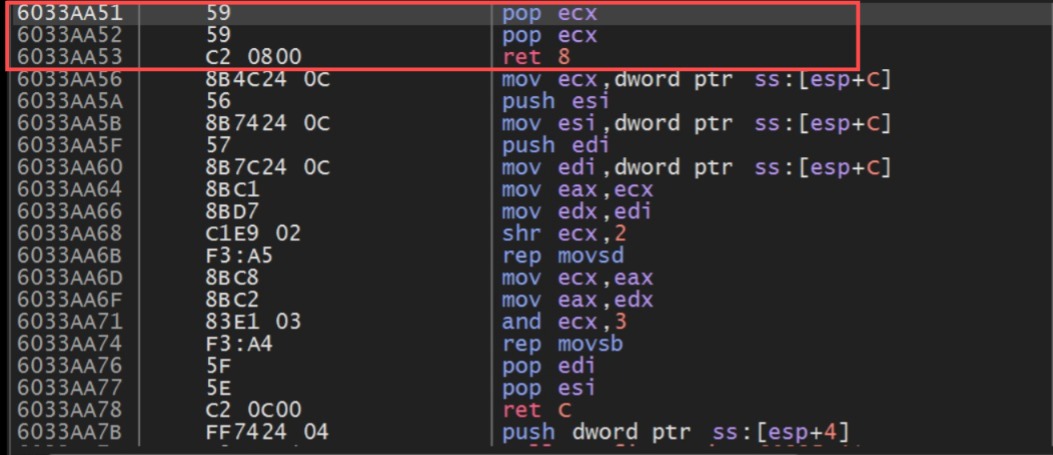 6033AA51 59 pop ecx
6033AA52 59 pop ecx
6033AA53 C2 0800 ret 8
6033AA56 8B4C24 0C mov ecx,dword ptr ss:[esp+C]
6033AA5A 56 push esi
6033AA5B 8B7424 0C mov esi,dword ptr ss:[esp+C]
6033AA5F 57 push edi
6033AA60 8B7C24 0C mov edi,dword ptr ss:[esp+C]
6033AA64 8BC1 mov eax,ecx
6033AA66 8BD7 mov edx,edi
6033AA68 C1E9 02 shr ecx,2
6033AA6B F3:A5 rep movsd
6033AA6D 8BC8 mov ecx,eax
6033AA6F 8BC2 mov eax,edx
6033AA71 83E1 03 and ecx,3
6033AA74 F3:A4 rep movsb
6033AA76 5F pop edi
6033AA77 5E pop esi
6033AA78 C2 0C00 ret C
6033AA7B FF7424 04 push dword ptr ss:[esp+4]